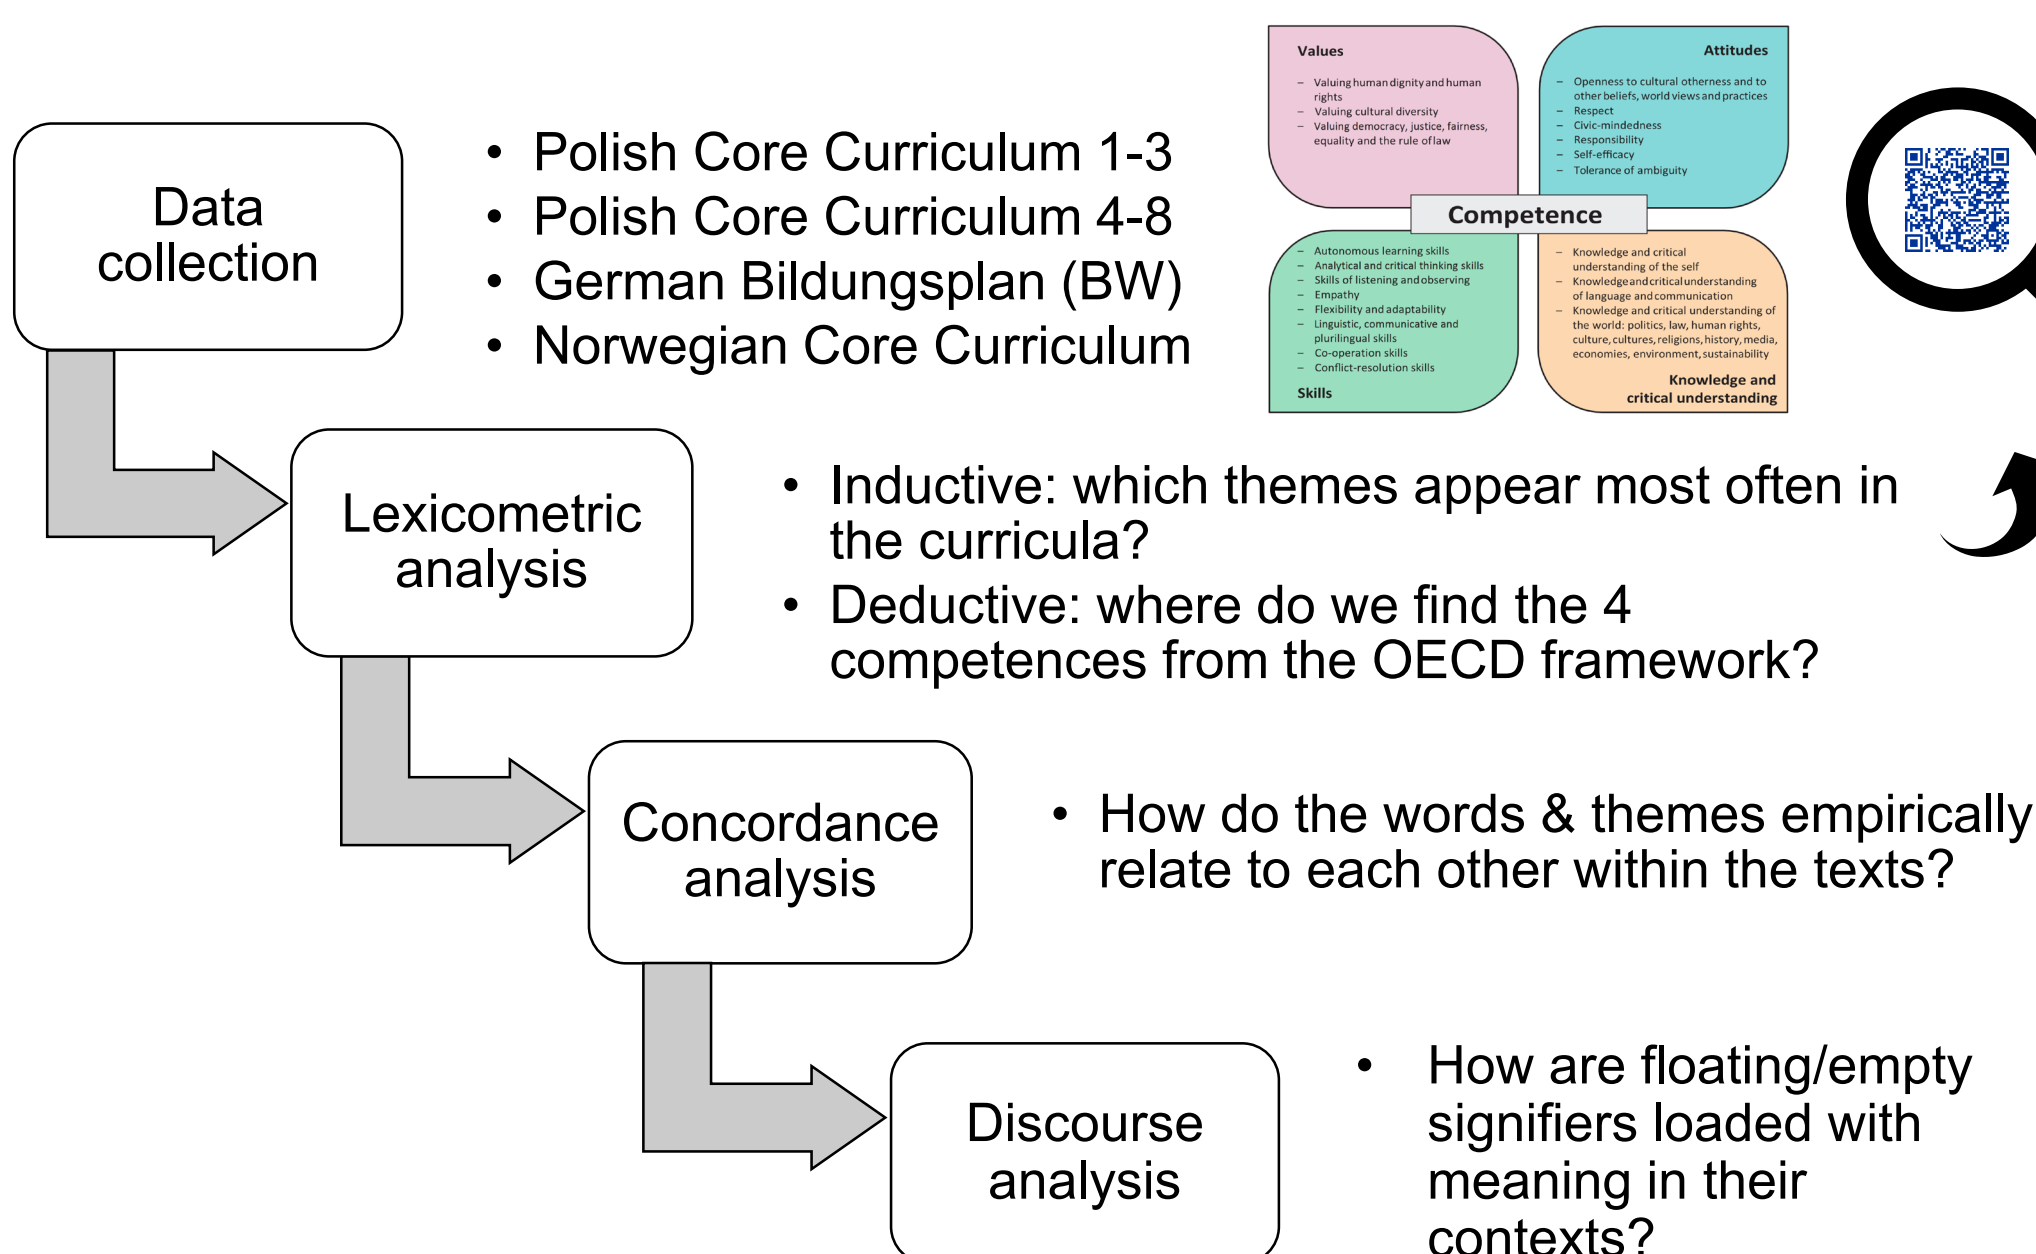 Data
collection
• Polish Core Curriculum 1-3
• Polish Core Curriculum 4-8
• German Bildungsplan (BW)
• Norwegian Core Curriculum
Values
– Valuing human dignity and human
rights
– Valuing cultural diversity
– Valuing democracy, justice, fairness,
equality and the rule of law
Attitudes
– Openness to cultural otherness and to
other beliefs, world views and practices
– Respect
– Civic-mindedness
– Responsibility
– Self-efficacy
– Tolerance of ambiguity
Competence
– Autonomous learning skills
– Analytical and critical thinking skills
– Skills of listening and observing
– Empathy
– Flexibility and adaptability
– Linguistic, communicative and
plurilingual skills
– Co-operation skills
– Conflict-resolution skills
Skills
– Knowledge and critical
understanding of the self
– Knowledge and critical understanding
of language and communication
– Knowledge and critical understanding of
the world: politics, law, human rights,
culture, cultures, religions, history, media,
economies, environment, sustainability
Knowledge and
critical understanding
Lexicometric
analysis
• Inductive: which themes appear most often in
the curricula?
• Deductive: where do we find the 4
competences from the OECD framework?
Concordance
analysis
• How do the words & themes empirically
relate to each other within the texts?
Discourse
analysis
• How are floating/empty
signifiers loaded with
meaning in their
contexts?